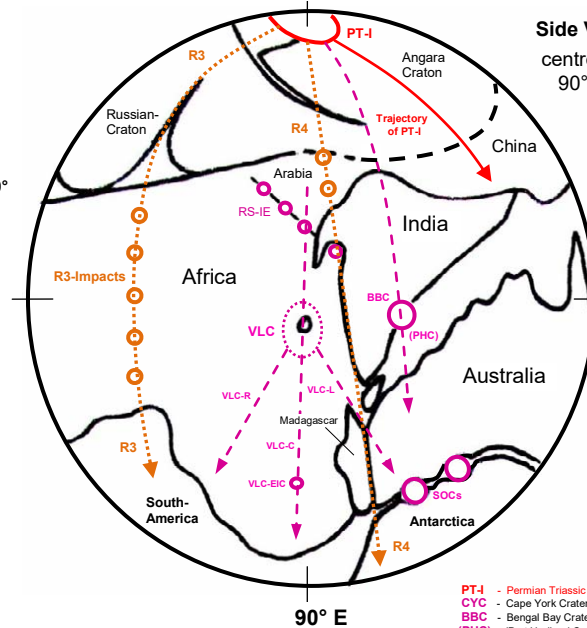 PT-I
Side V
centre
90°
R3
Angara
Craton
Russian-
Craton
Trajectory
of PT-I
R4
China
Arabia
RS-IE
India
Africa
R3-Impacts
BBC
(PHC)
VLC
Australia
VLC-R
VLC-L
Madagascar
VLC-C
R3
VLC-EIC
SOCs
South-
America
Antarctica
R4
90° E
PT-I - Permian Triassic
CYC - Cape York Crater
BBC - Bengal Bay Crate